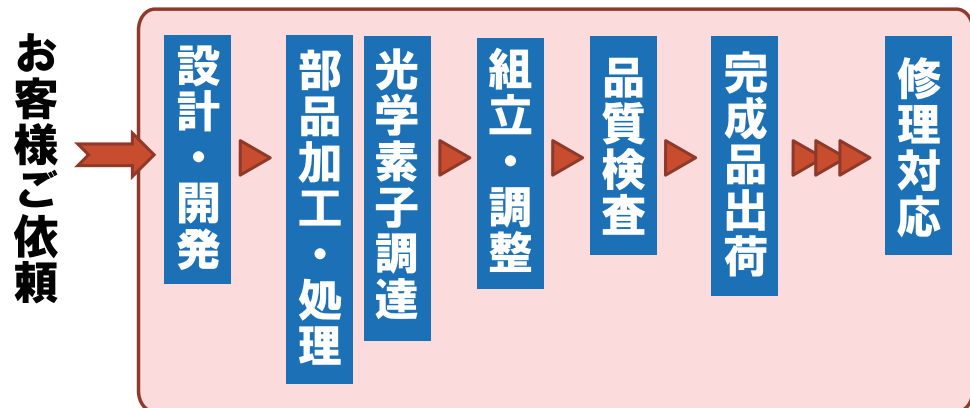 お客様ご依頼
設計・開発
部品加工・処理
光学素子調達
組立・調整
品質検査
完成品出荷
修理対応